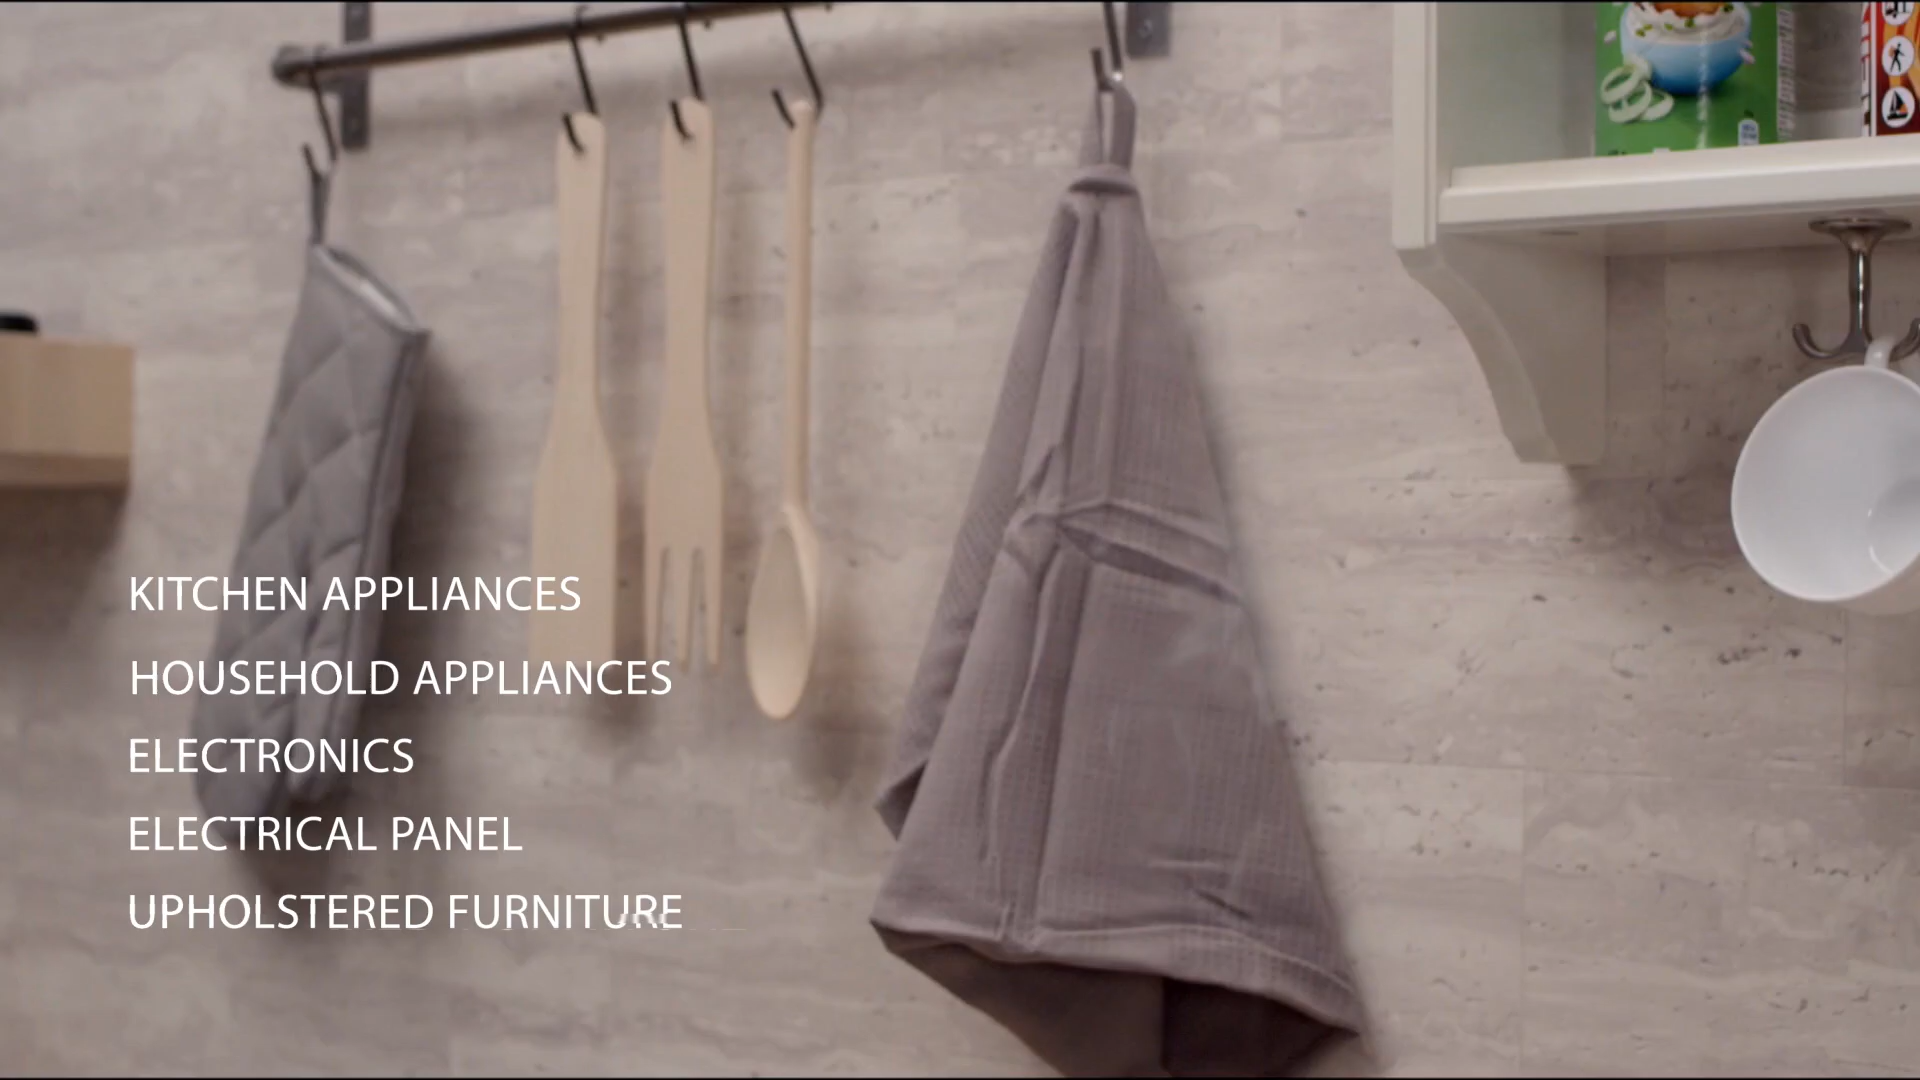 KITCHEN APPLIANCES
HOUSEHOLD APPLIANCES
ELECTRONICS
ELECTRICAL PANEL
UPHOLSTERED FURNITURE